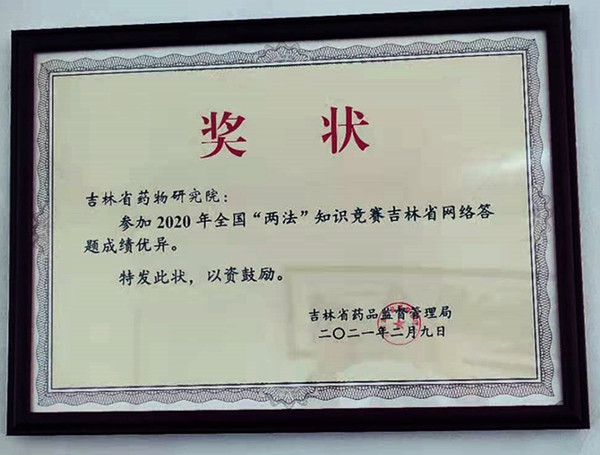 奖 状
吉林省药物研究院：
参加2020年全国“两法”知识竞赛吉林省网络答
题成绩优异。
特发此状，以资鼓励。
吉林省药品监督管理局
二〇二一年二月九日